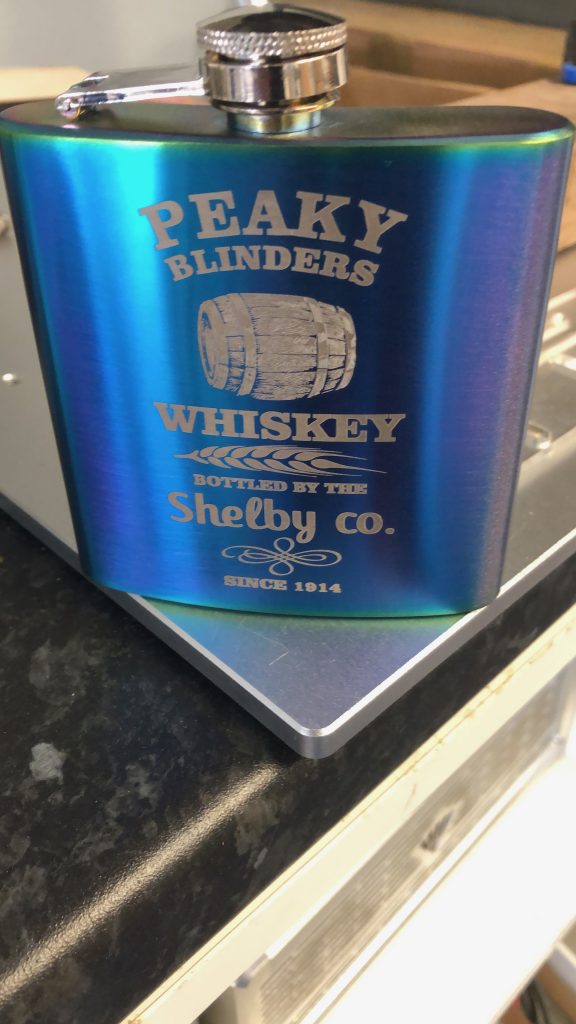 PEAKY
BLINDERS
WHISKEY
BOTTLED BY THE
Shelby co.
SINCE 1914